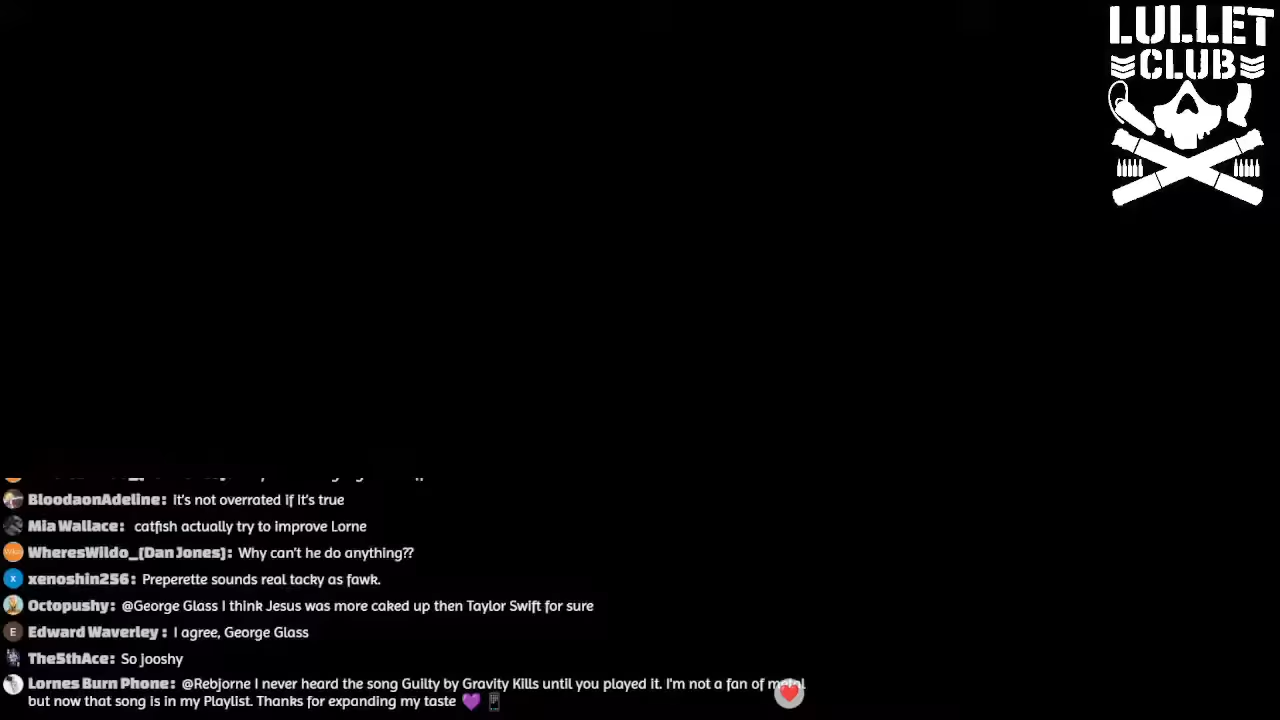 LULLET
CLUB
BloodaonAdeline: It's not overrated if it's true
Mia Wallace: catfish actually try to improve Lorne
WheresWildo_(Dan Jones): Why can't he do anything??
xenoshin256: Preperette sounds real tacky as fawk.
Octopushy: @George Glass I think Jesus was more caked up then Taylor Swift for sure
Edward Waverley : I agree, George Glass
The5thAce: So jooshy
Lornes Burn Phone: @Rebjorne I never heard the song Guilty by Gravity Kills until you played it. I'm not a fan of metal
but now that song is in my Playlist. Thanks for expanding my taste 💜 📱